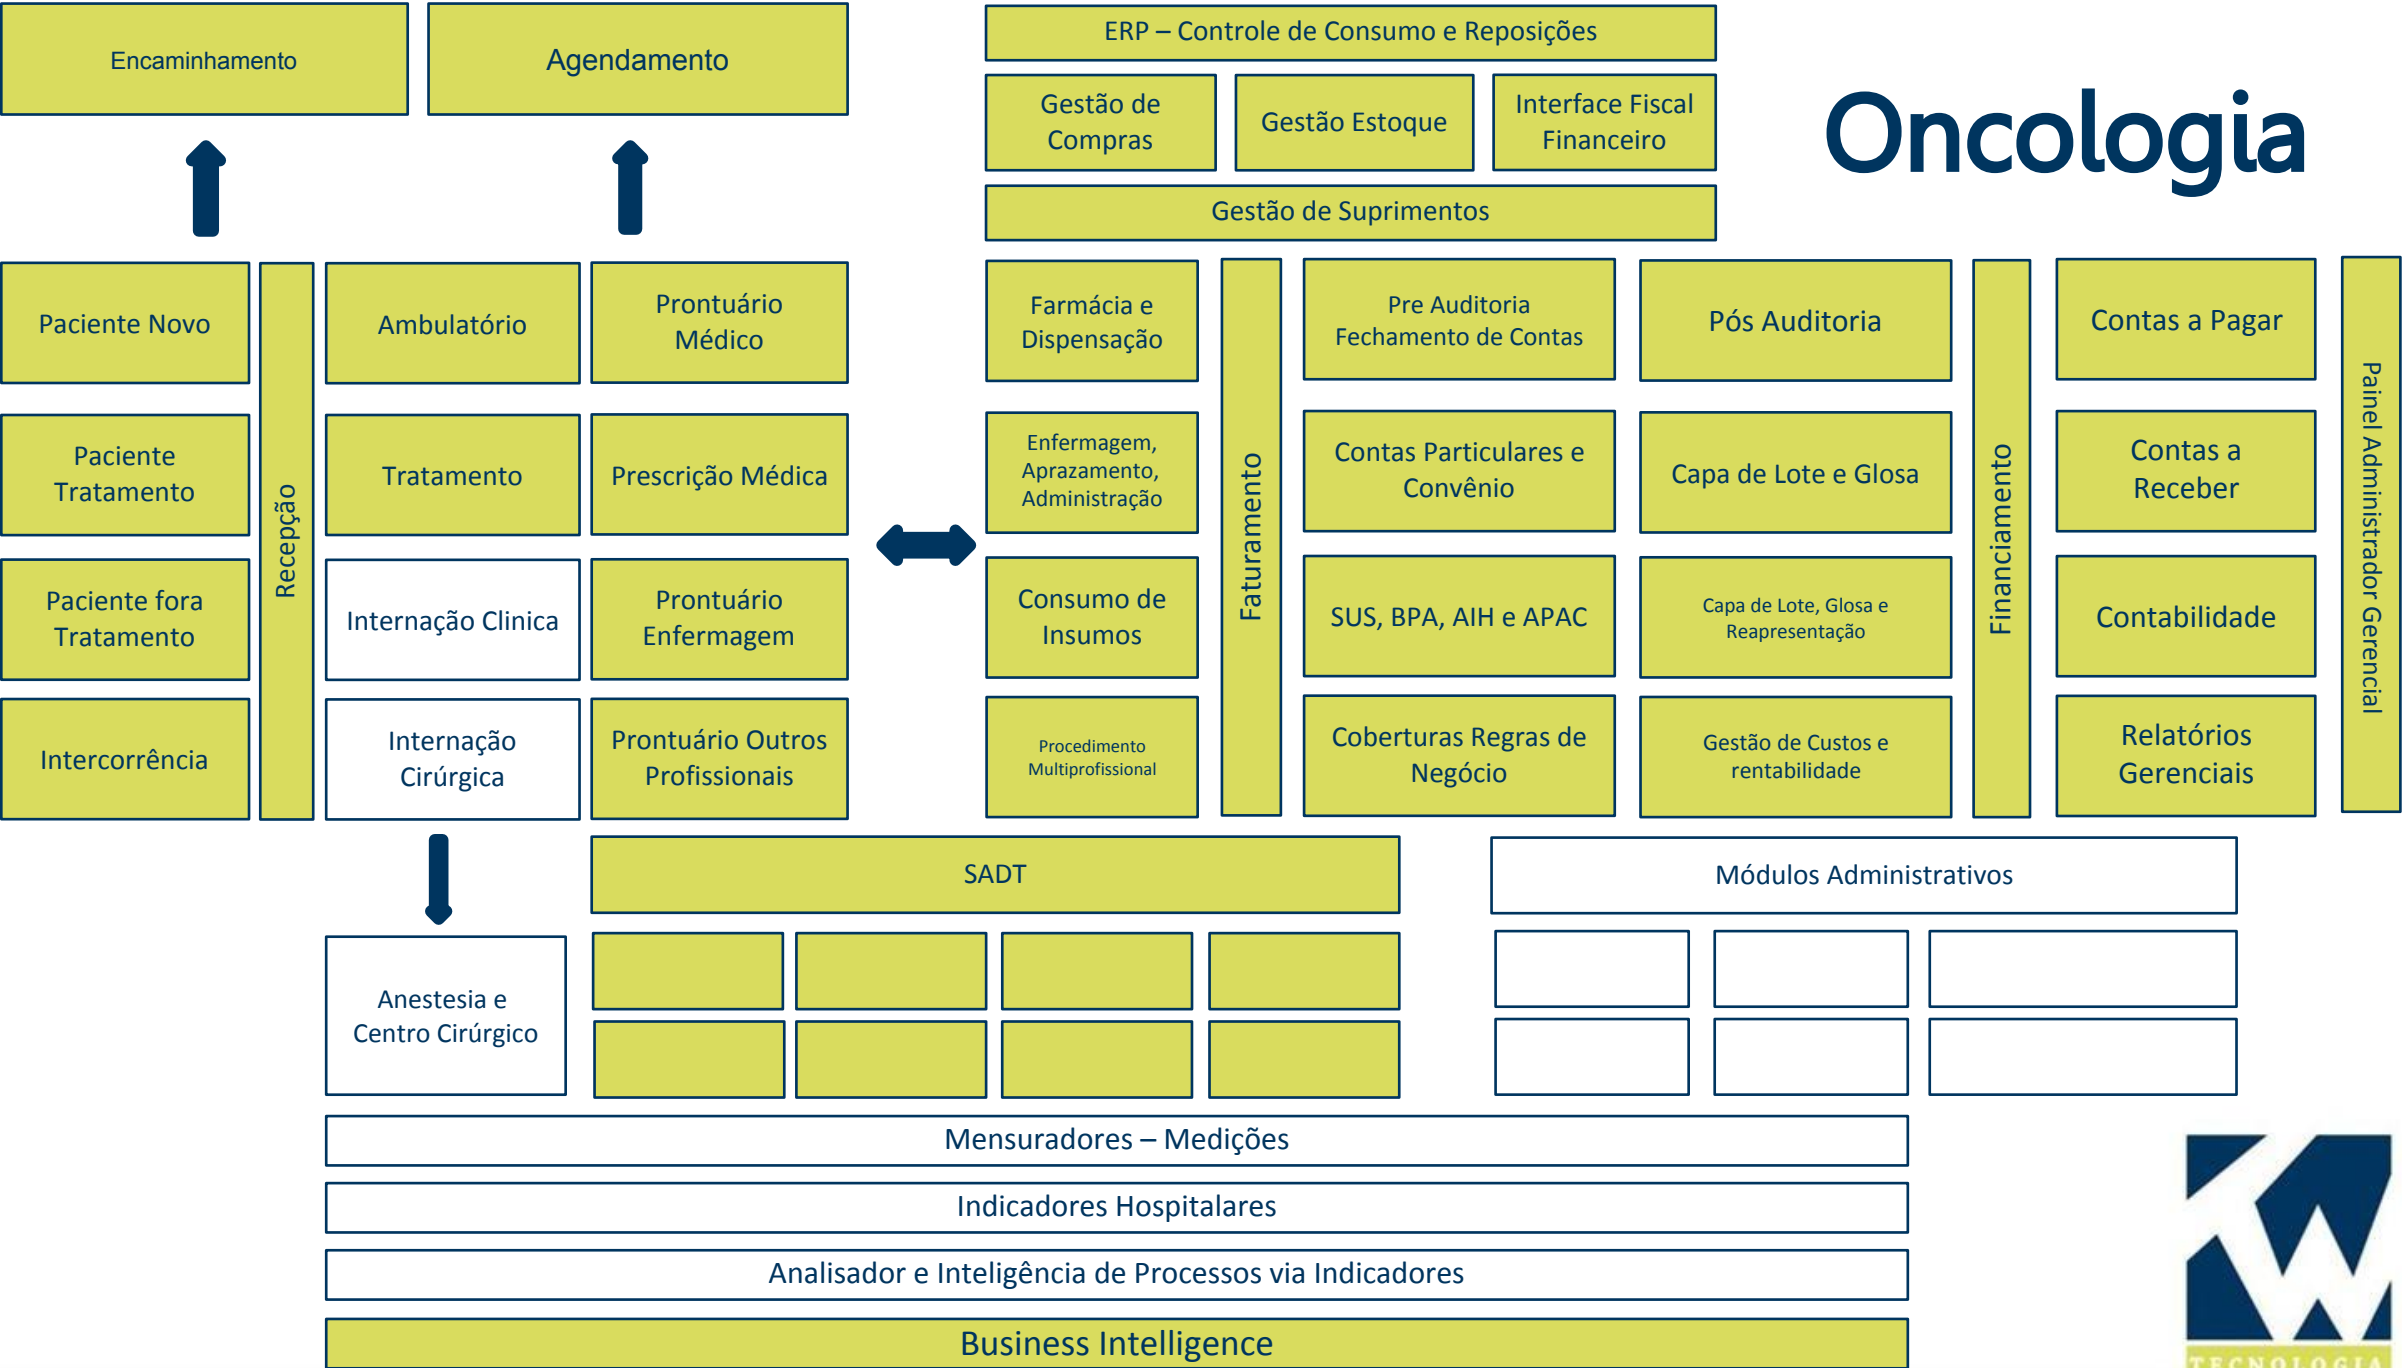 Encaminhamento
Agendamento
ERP – Controle de Consumo e Reposições
Gestão de
Compras
Gestão Estoque
Interface Fiscal
Financeiro
Gestão de Suprimentos
Oncologia
Paciente Novo
Paciente
Tratamento
Paciente fora
Tratamento
Intercorrência
Recepção
Ambulatório
Tratamento
Internação Clinica
Internação
Cirúrgica
Prontuário
Médico
Prescrição Médica
Prontuário
Enfermagem
Prontuário Outros
Profissionais
Farmácia e
Dispensação
Enfermagem,
Aprazamento,
Administração
Consumo de
Insumos
Procedimento
Multiprofissional
Faturamento
Pre Auditoria
Fechamento de Contas
Contas Particulares e
Convênio
SUS, BPA, AIH e APAC
Coberturas Regras de
Negócio
Pós Auditoria
Capa de Lote e Glosa
Capa de Lote, Glosa e
Reapresentação
Gestão de Custos e
rentabilidade
Financiamento
Contas a Pagar
Contas a
Receber
Contabilidade
Relatórios
Gerenciais
Painel Administrador Gerencial
SADT
Módulos Administrativos
Anestesia e
Centro Cirúrgico
Mensuradores – Medições
Indicadores Hospitalares
Analisador e Inteligência de Processos via Indicadores
Business Intelligence
TECNOLOGIA